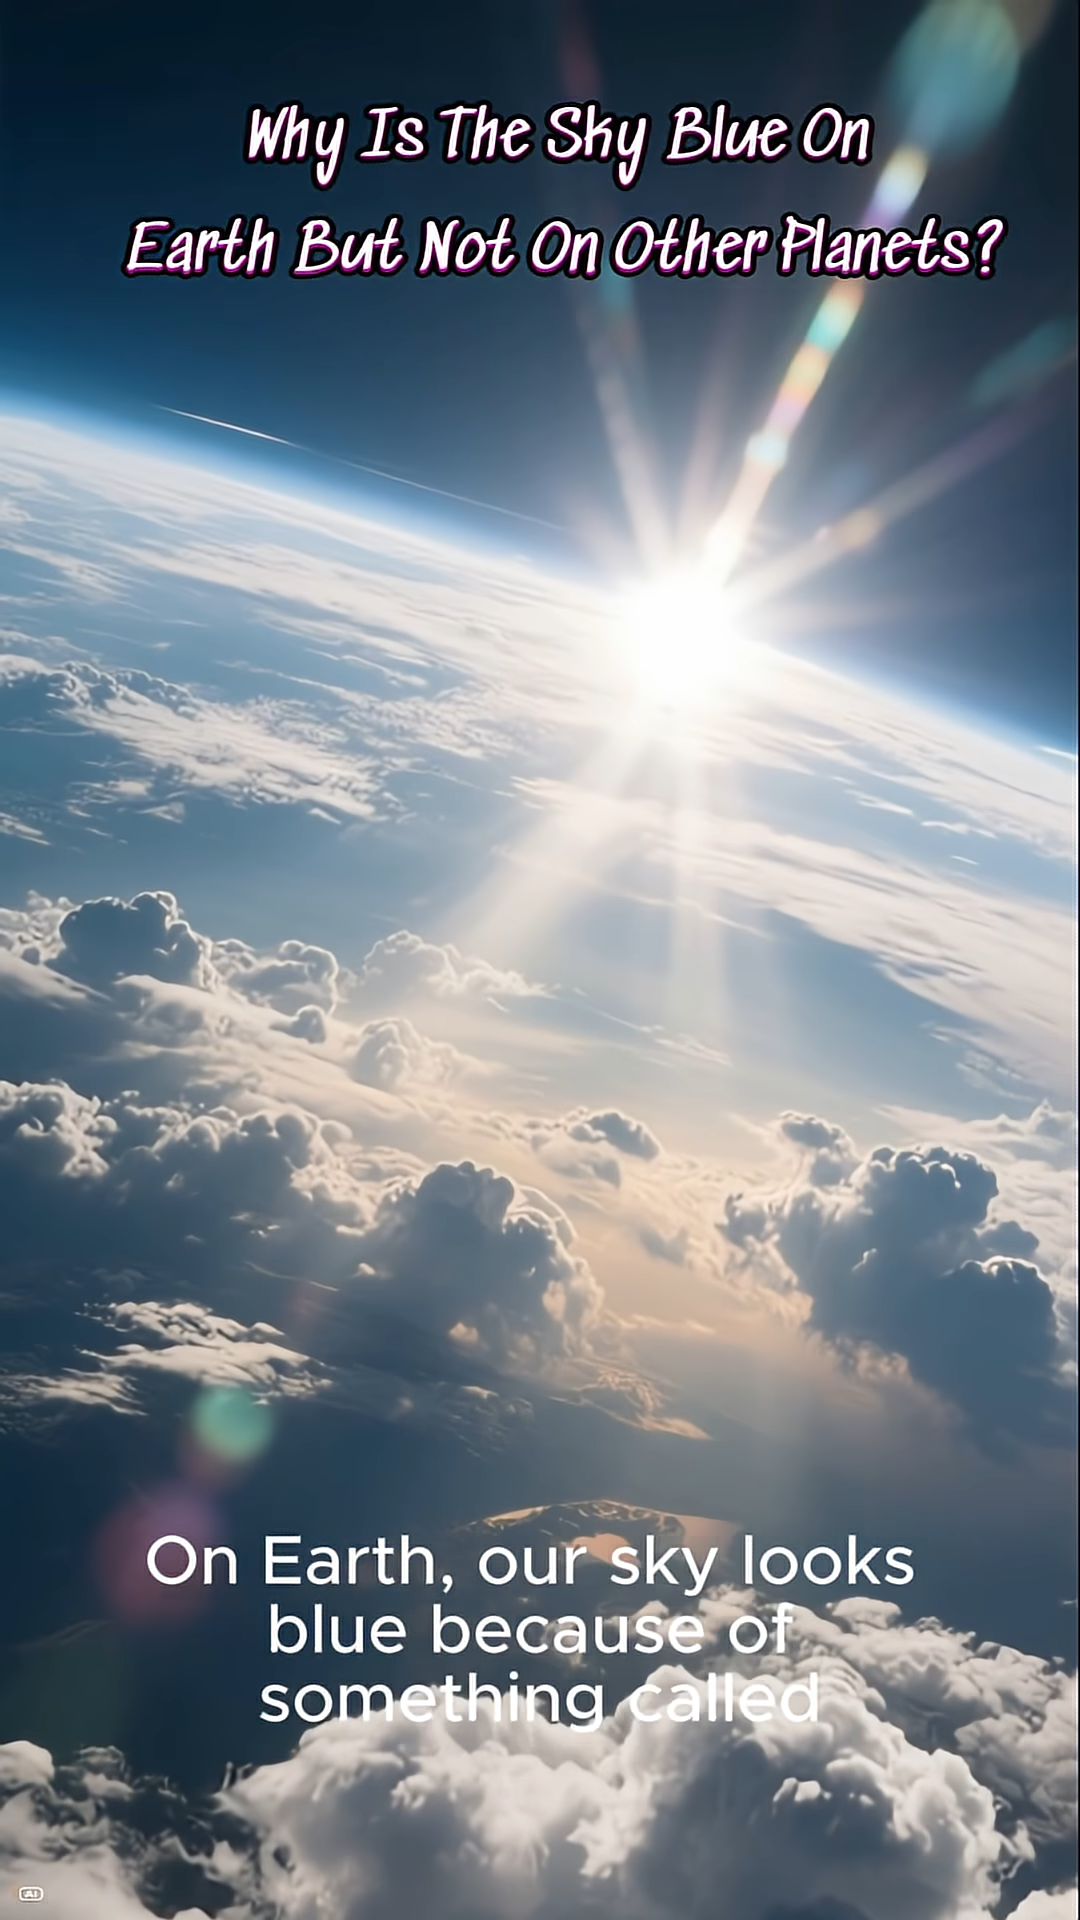 Why Is The Sky Blue On
Earth But Not On Other Planets?
On Earth, our sky looks
blue because of
something called
AI